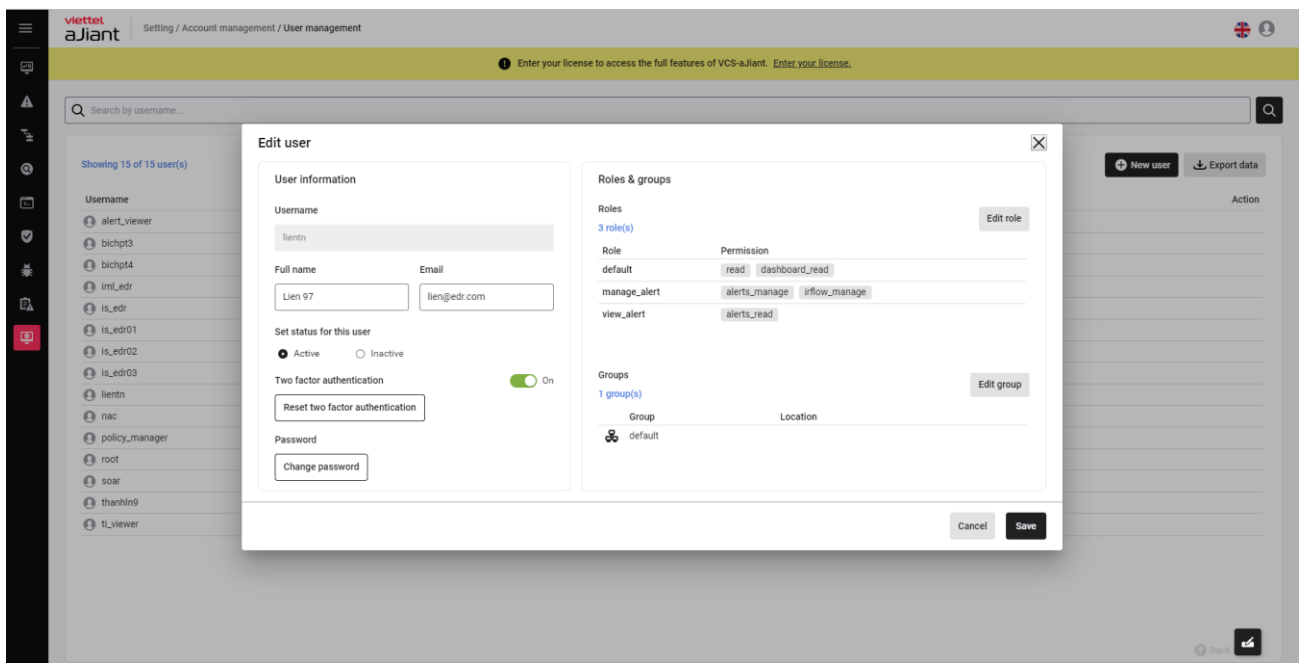 viettel
aJiant
Setting / Account management / User management
Enter your license to access the full features of VCS-aJiant. Enter your license.
Search by username...
Showing 15 of 15 user(s)
New user
Export data
Username
Action
alert_viewer
bichpt3
bichpt4
iml_edr
is_edr
is_edr01
is_edr02
is_edr03
lientn
nac
policy_manager
root
soar
thanhln9
ti_viewer
Edit user
User information
Username
lientn
Full name
Email
Lien 97
lien@edr.com
Set status for this user
Active
Inactive
Two factor authentication
On
Reset two factor authentication
Password
Change password
Roles & groups
Roles
3 role(s)
Edit role
Role
Permission
default
read
dashboard_read
manage_alert
alerts_manage
irflow_manage
view_alert
alerts_read
Groups
1 group(s)
Edit group
Group
Location
default
Cancel
Save
Back